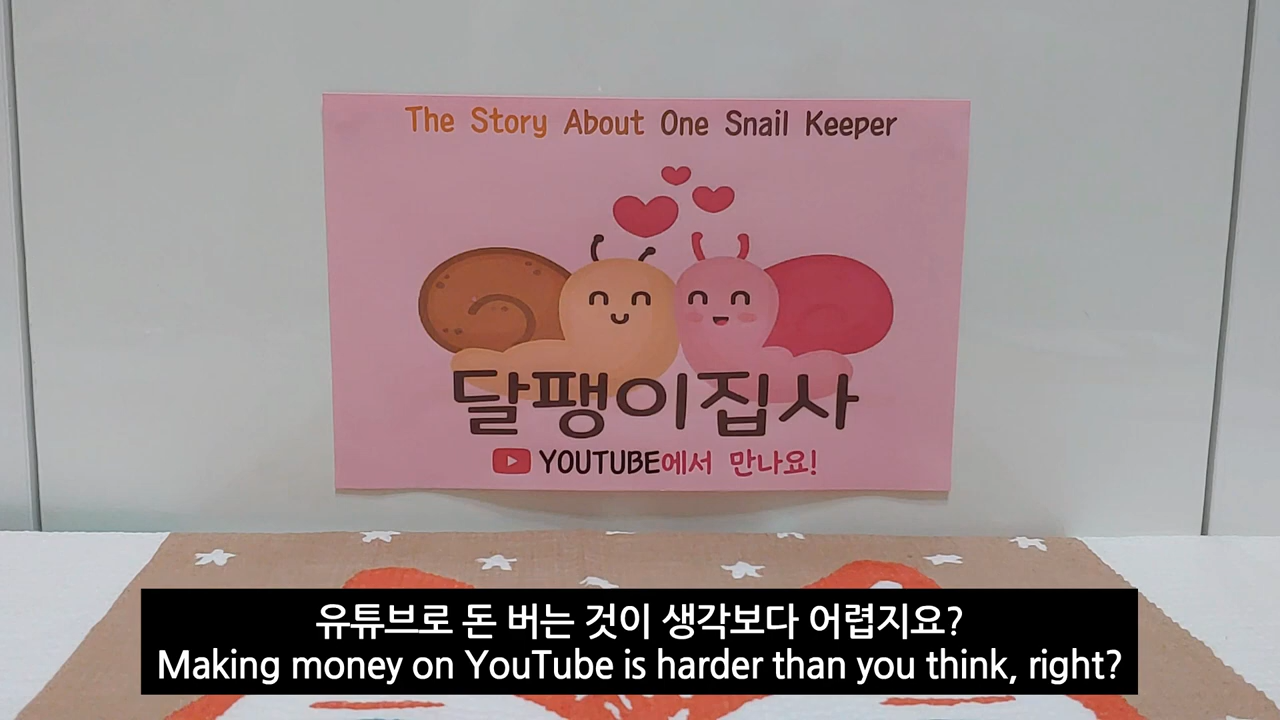 The Story About One Snail Keeper
달팽이집사
YOUTUBE에서 만나요!
유튜브로 돈 버는 것이 생각보다 어렵지요?
Making money on YouTube is harder than you think, right?